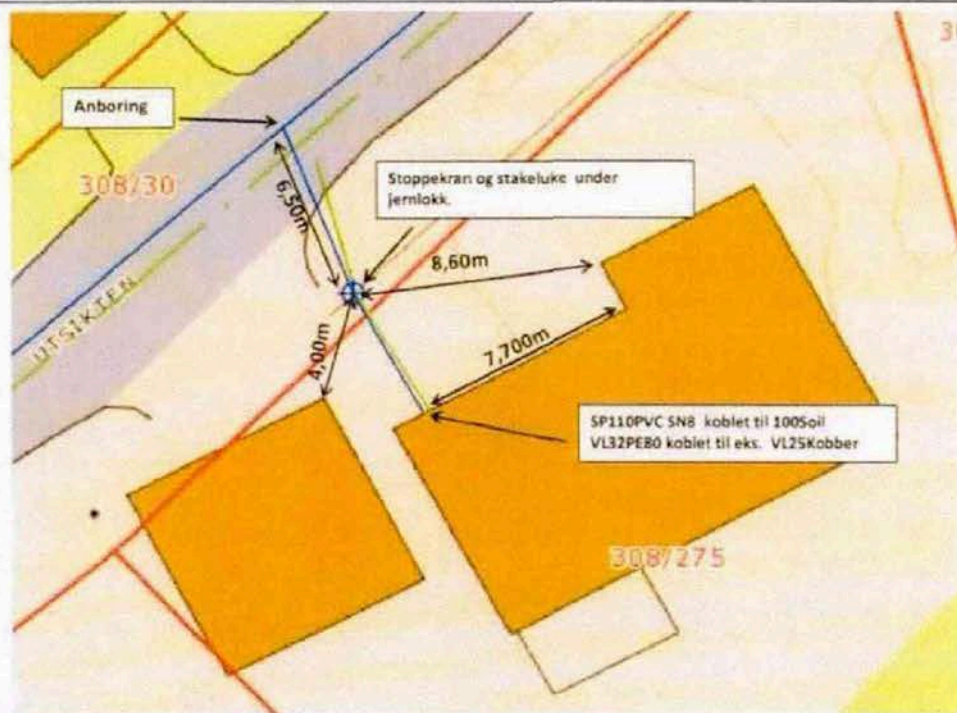 30
Anboring
308/30
Stoppekran og stakeluke under
jernlokk.
6,50m
8,60m
UTSIKTEN
4,00m
7,700m
SP110PVC SN8 koblet til 100Soil
VL32PE80 koblet til eks. VL25Kobber
308/275